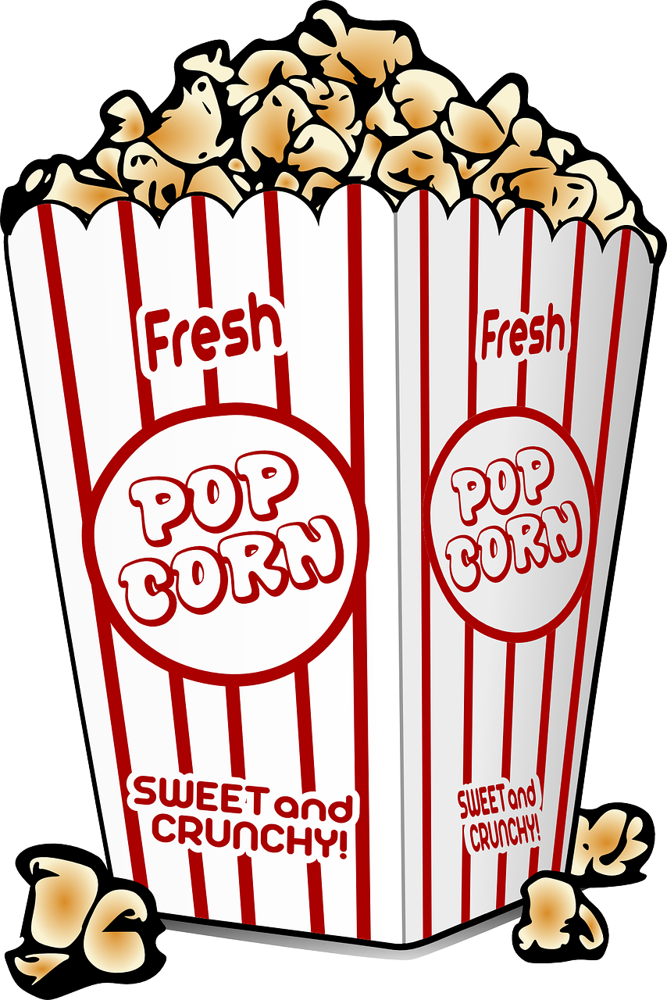 Fresh
POP
CORN
SWEET and
CRUNCHY!
Fresh
POP
CORN
SWEET and
CRUNCHY!